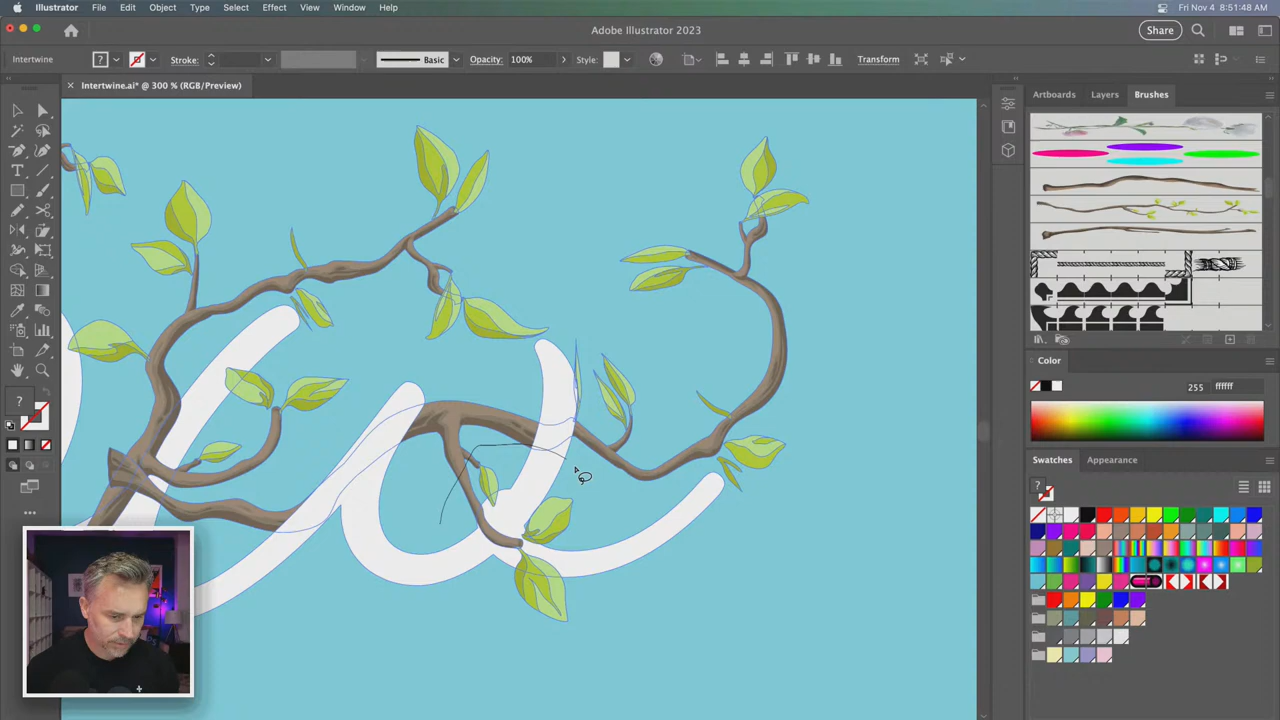 Illustrator File Edit Object Type Select Effect View Window Help Fri Nov 4 8:51:48 AM
Adobe Illustrator 2023 Share
Intertwine ? Stroke: Basic Opacity: 100% Style: Transform
× Intertwine.ai* @ 300 % (RGB/Preview)
Artboards Layers Brushes
Color
255 ffffff
Swatches Appearance
?
?